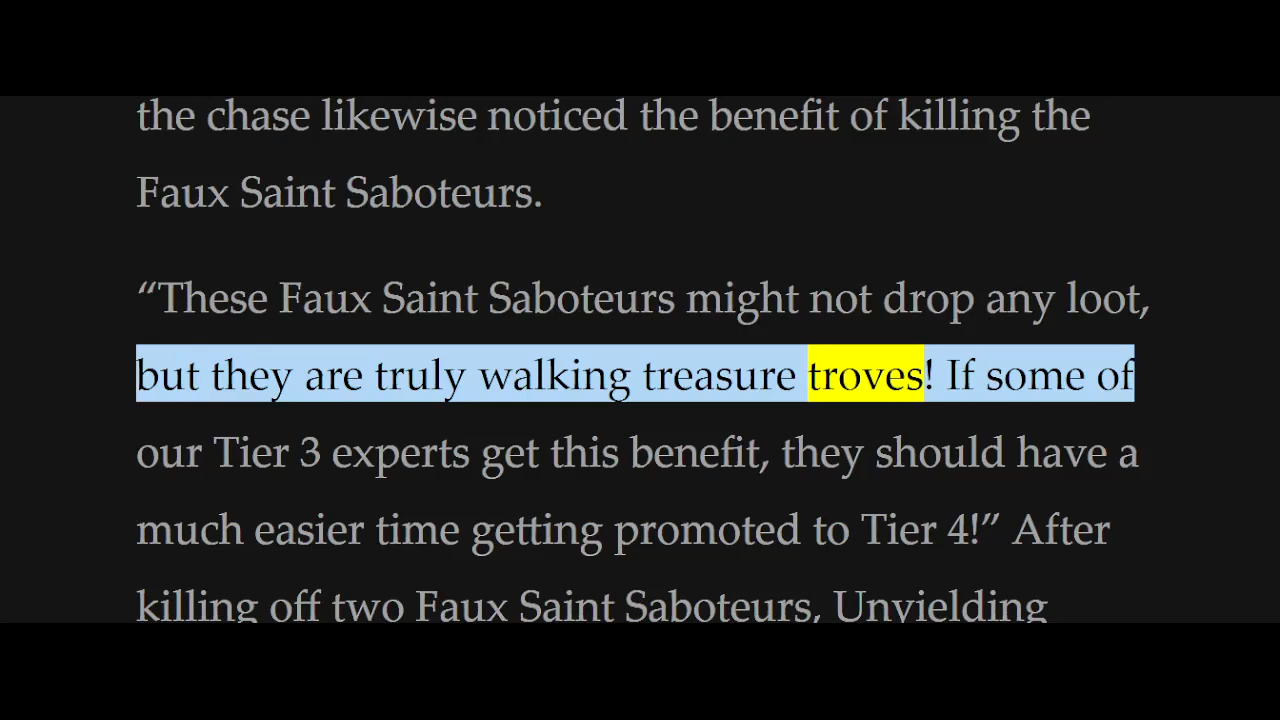 the chase likewise noticed the benefit of killing the
Faux Saint Saboteurs.
“These Faux Saint Saboteurs might not drop any loot,
but they are truly walking treasure troves! If some of
our Tier 3 experts get this benefit, they should have a
much easier time getting promoted to Tier 4!” After
killing off two Faux Saint Saboteurs, Unyielding